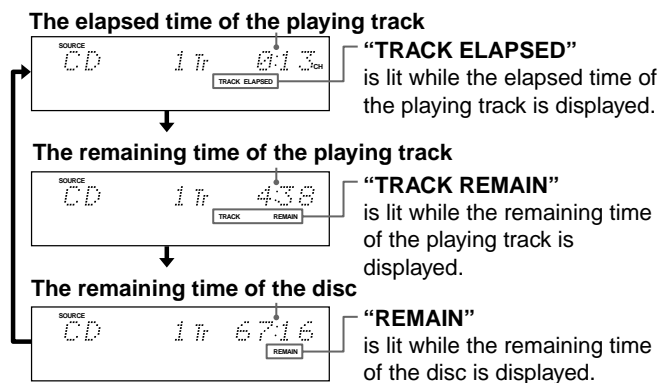 The elapsed time of the playing track
SOURCE
CD 1 Tr 0:13 CH
TRACK ELAPSED
“TRACK ELAPSED”
is lit while the elapsed time of
the playing track is displayed.
The remaining time of the playing track
SOURCE
CD 1 Tr 4:38
TRACK REMAIN
“TRACK REMAIN”
is lit while the remaining time
of the playing track is
displayed.
The remaining time of the disc
SOURCE
CD 1 Tr 67:16
REMAIN
“REMAIN”
is lit while the remaining time
of the disc is displayed.